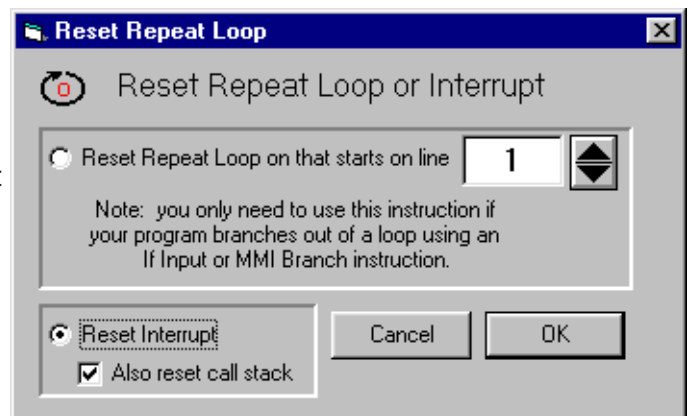 Reset Repeat Loop
0
Reset Repeat Loop or Interrupt
Reset Repeat Loop on that starts on line 1
Note: you only need to use this instruction if
your program branches out of a loop using an
If Input or MMI Branch instruction.
Reset Interrupt
Also reset call stack
Cancel
OK